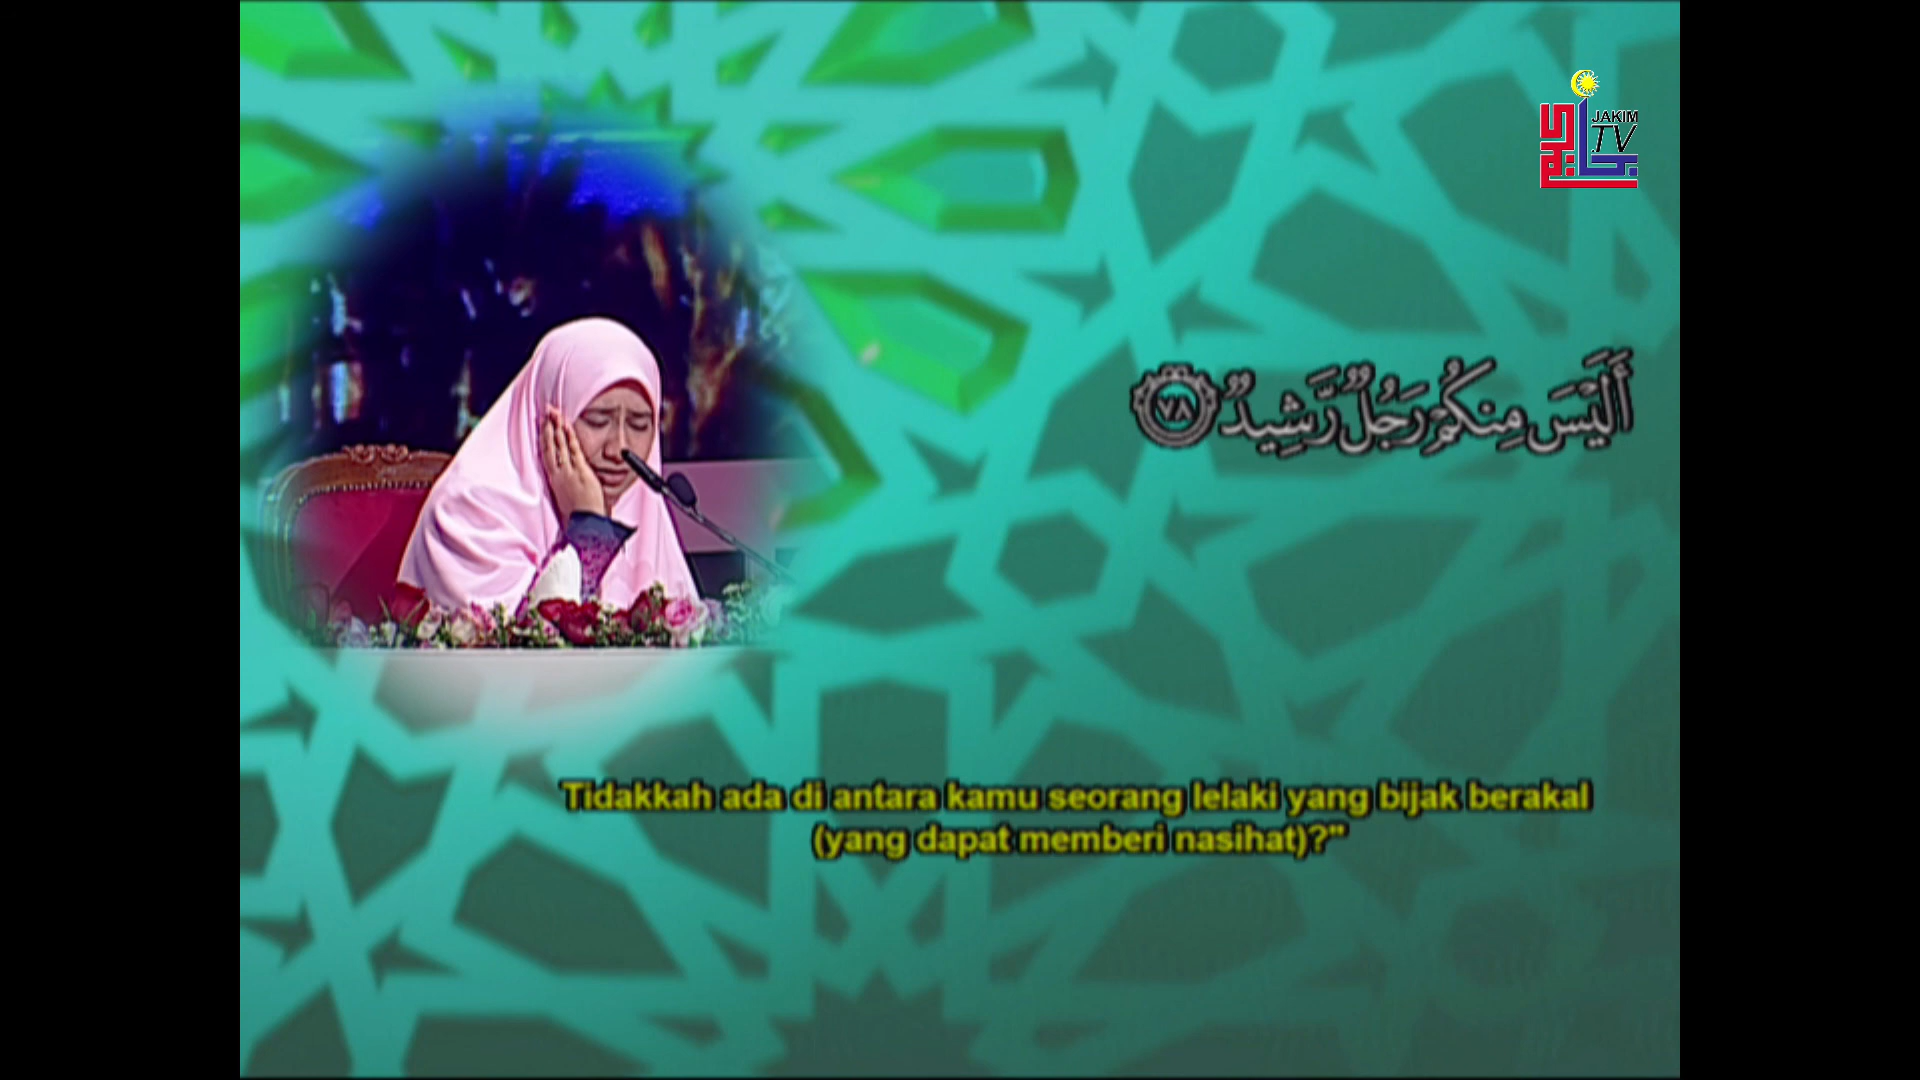 JAKIM
TV
أَلَيْسَ مِنكُمْ رَجُلٌ رَّشِيدٌ ٧٨
Tidakkah ada di antara kamu seorang lelaki yang bijak berakal
(yang dapat memberi nasihat)?"